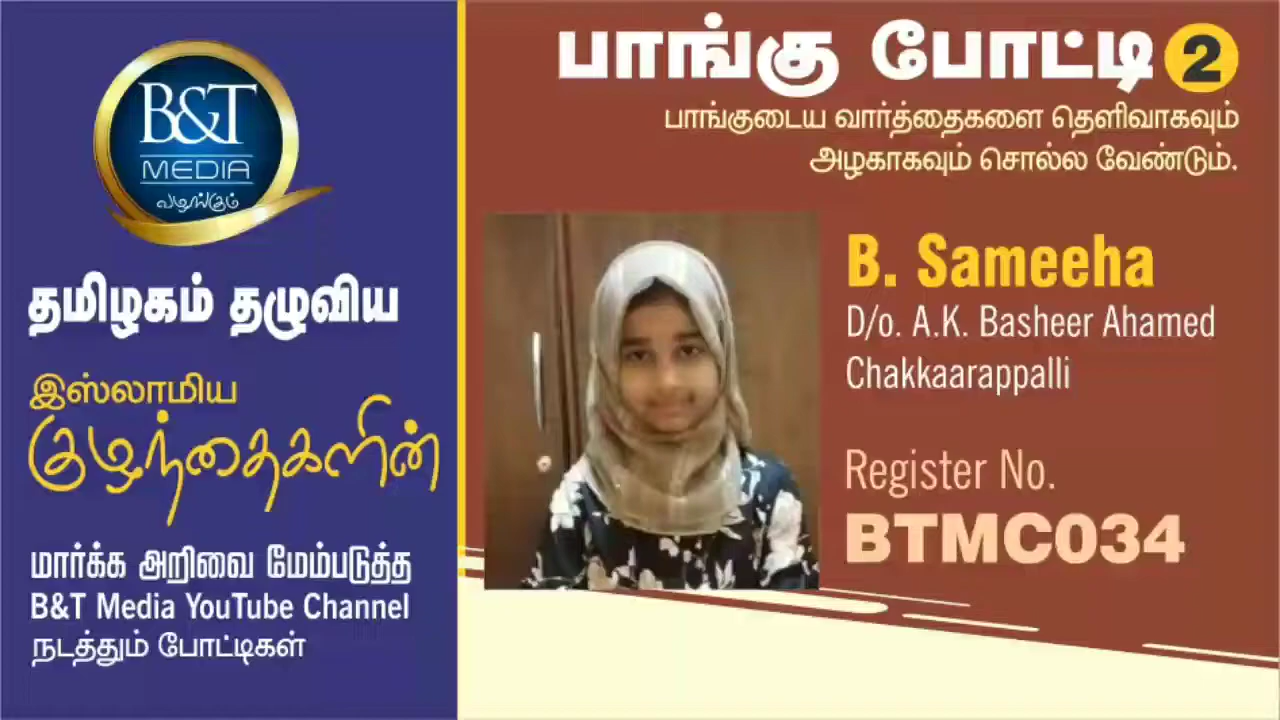 B&T
MEDIA
வழங்கும்
தமிழகம் தழுவிய
இஸ்லாமிய
குழந்தைகளின்
மார்க்க அறிவை மேம்படுத்த
B&T Media YouTube Channel
நடத்தும் போட்டிகள்
பாங்கு போட்டி 2
பாங்குடைய வார்த்தைகளை தெளிவாகவும்
அழகாகவும் சொல்ல வேண்டும்.
B. Sameeha
D/o. A.K. Basheer Ahamed
Chakkaarappalli
Register No.
BTMC034